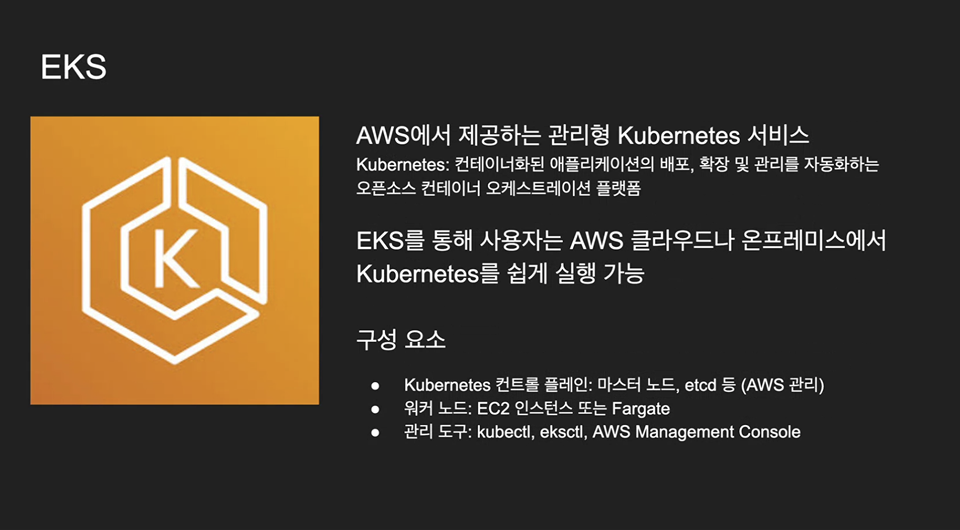 EKS
K
AWS에서 제공하는 관리형 Kubernetes 서비스
Kubernetes: 컨테이너화된 애플리케이션의 배포, 확장 및 관리를 자동화하는
오픈소스 컨테이너 오케스트레이션 플랫폼
EKS를 통해 사용자는 AWS 클라우드나 온프레미스에서
Kubernetes를 쉽게 실행 가능
구성 요소
● Kubernetes 컨트롤 플레인: 마스터 노드, etcd 등 (AWS 관리)
● 워커 노드: EC2 인스턴스 또는 Fargate
● 관리 도구: kubectl, eksctl, AWS Management Console